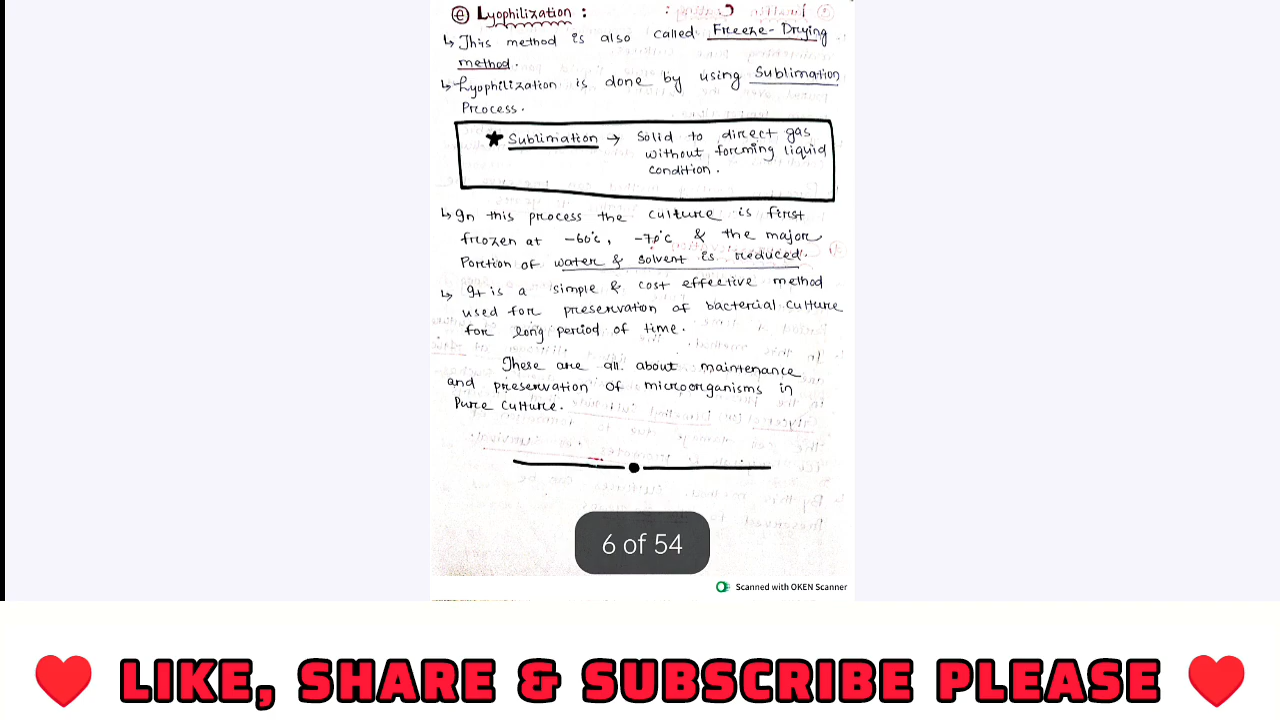 ⓔ Lyophilization :
↳ This method is also called Freeze-Drying
method.
↳ Lyophilization is done by using Sublimation
Process.
★ Sublimation → Solid to direct gas
without forming liquid
condition.
↳ In this process the culture is first
frozen at -60°c, -70°c & the major
Portion of water & solvent is reduced.
↳ It is a simple & cost effective method
used for preservation of bacterial culture
for long period of time.
These are all about maintenance
and preservation of microorganisms in
Pure Culture.
6 of 54
Scanned with OKEN Scanner
❤ LIKE, SHARE & SUBSCRIBE PLEASE ❤